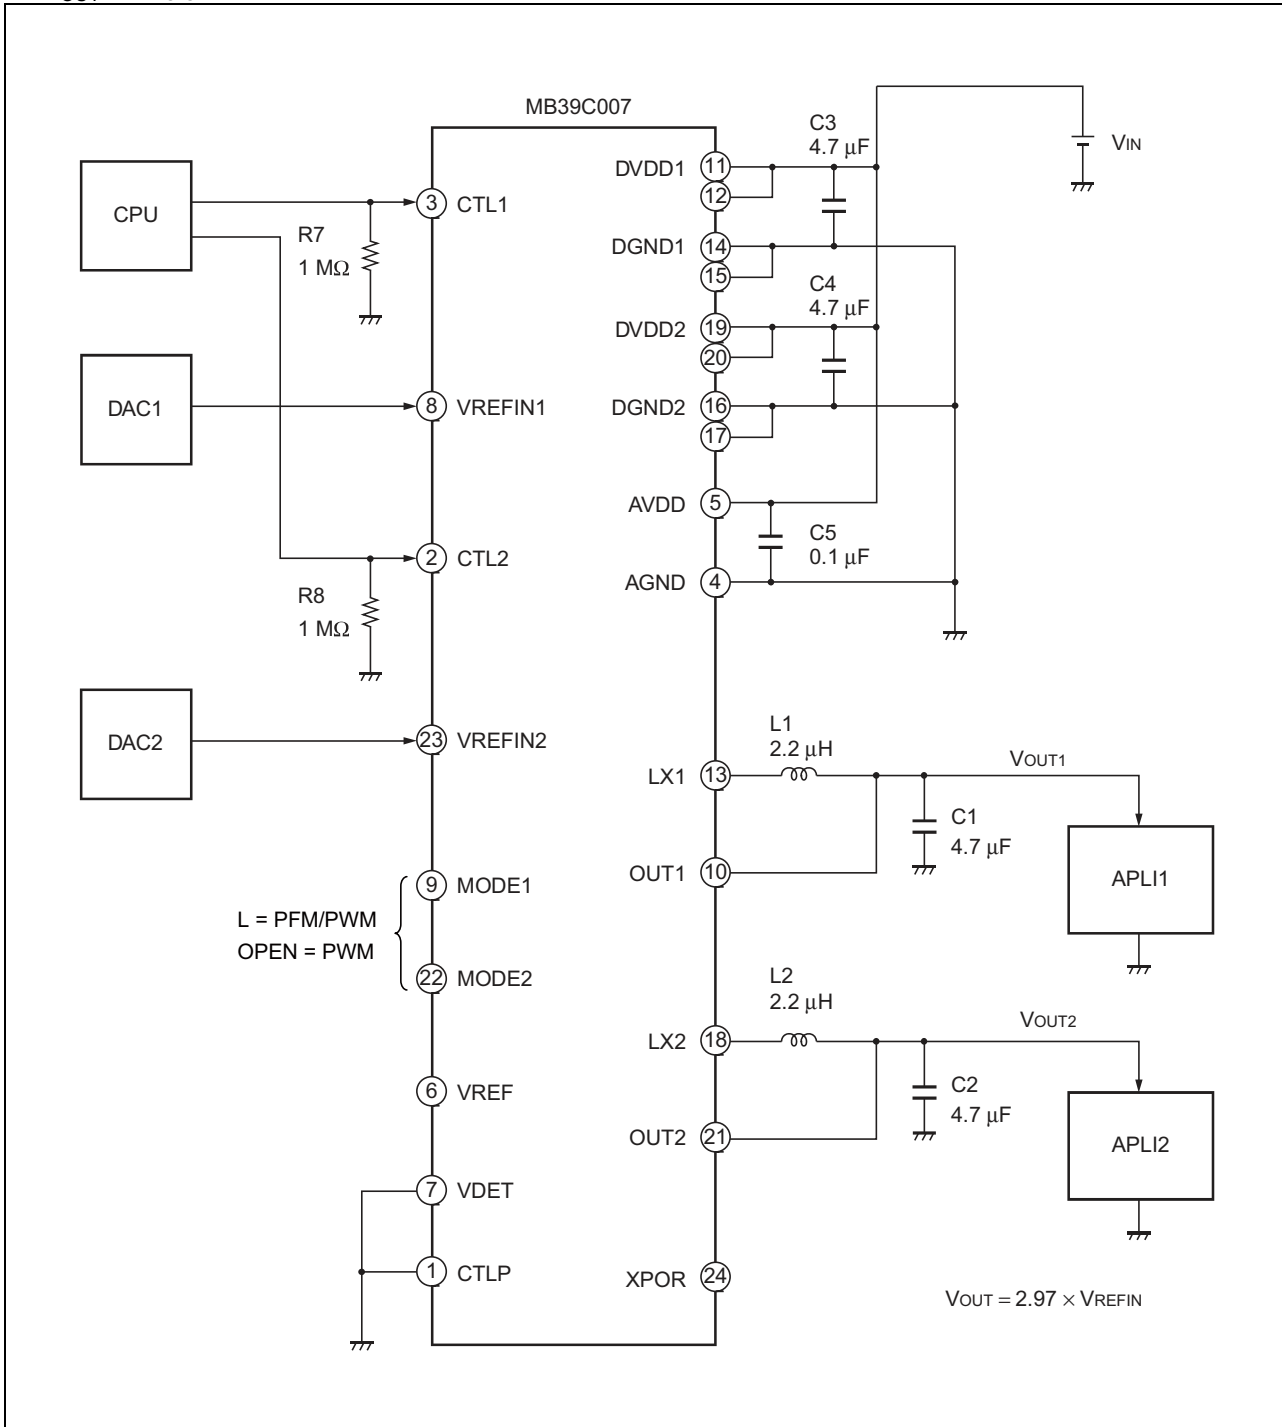 MB39C007
CPU
R7
1 MΩ
3 CTL1
DAC1
8 VREFIN1
2 CTL2
R8
1 MΩ
DAC2
23 VREFIN2
L = PFM/PWM
OPEN = PWM
9 MODE1
22 MODE2
6 VREF
7 VDET
1 CTLP
DVDD1 11
12
C3
4.7 µF
VIN
DGND1 14
15
C4
4.7 µF
DVDD2 19
20
DGND2 16
17
AVDD 5
C5
0.1 µF
AGND 4
L1
2.2 µH
LX1 13
VOUT1
C1
4.7 µF
OUT1 10
APLI1
L2
2.2 µH
LX2 18
VOUT2
C2
4.7 µF
OUT2 21
APLI2
XPOR 24
VOUT = 2.97 × VREFIN